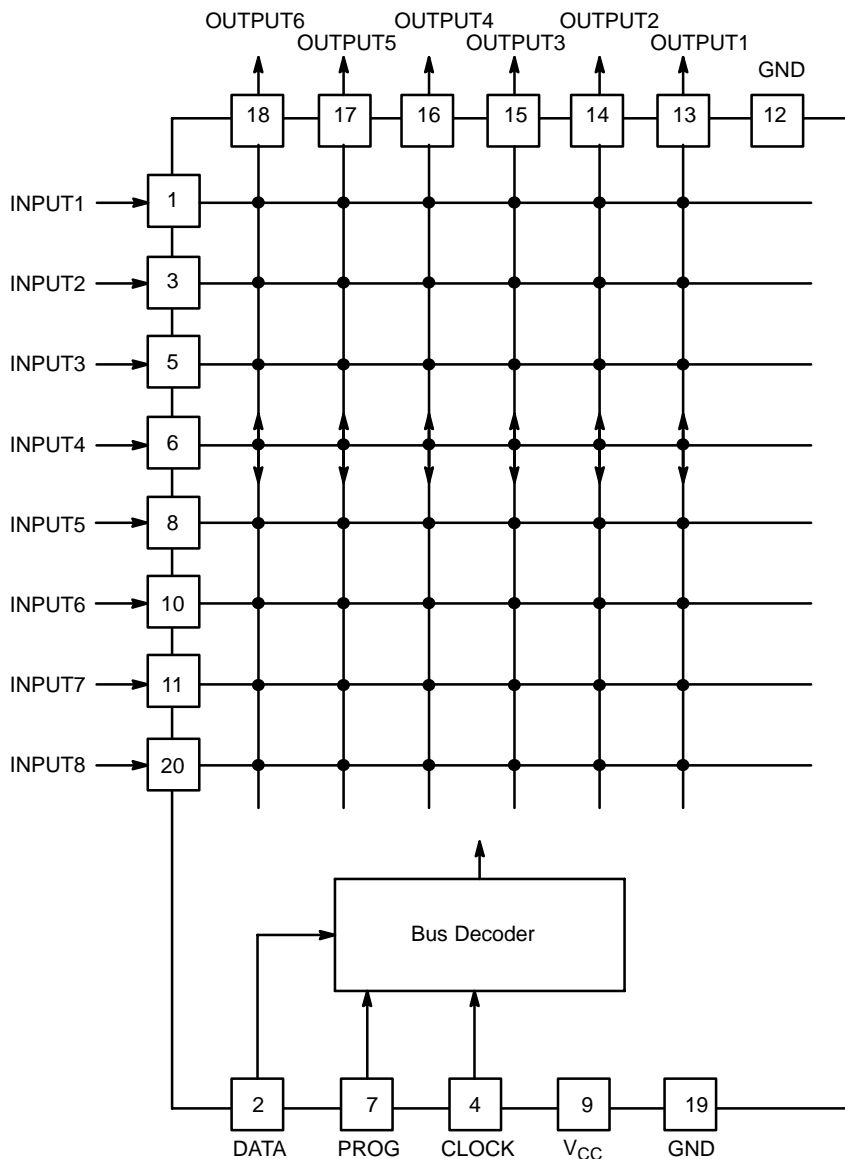 OUTPUT6 OUTPUT4 OUTPUT2
OUTPUT5 OUTPUT3 OUTPUT1
GND
18 17 16 15 14 13 12
INPUT1 1
INPUT2 3
INPUT3 5
INPUT4 6
INPUT5 8
INPUT6 10
INPUT7 11
INPUT8 20
Bus Decoder
2 7 4 9 19
DATA PROG CLOCK VCC GND